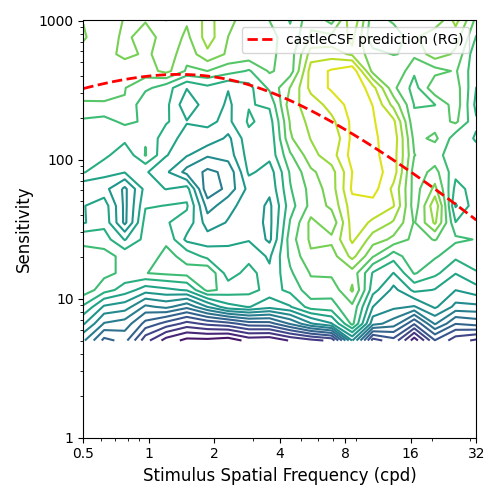 1000
castleCSF prediction (RG)
100
Sensitivity
10
1
0.5 1 2 4 8 16 32
Stimulus Spatial Frequency (cpd)